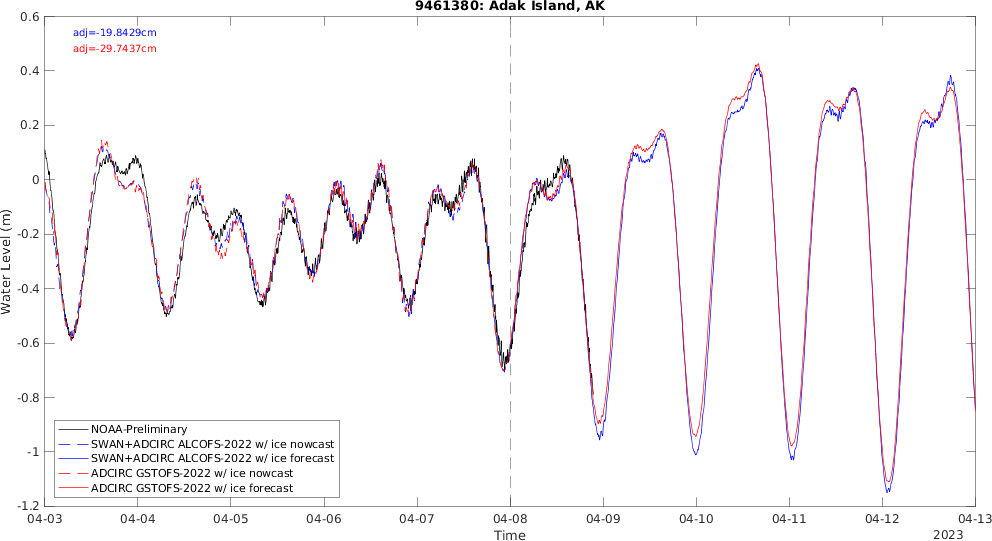 9461380: Adak Island, AK
adj=-19.8429cm
adj=-29.7437cm
0.6
0.4
0.2
0
-0.2
-0.4
-0.6
-0.8
-1
-1.2
Water Level (m)
NOAA-Preliminary
SWAN+ADCIRC ALCOFS-2022 w/ ice nowcast
SWAN+ADCIRC ALCOFS-2022 w/ ice forecast
ADCIRC GSTOFS-2022 w/ ice nowcast
ADCIRC GSTOFS-2022 w/ ice forecast
04-03 04-04 04-05 04-06 04-07 04-08 04-09 04-10 04-11 04-12 04-13
Time
2023